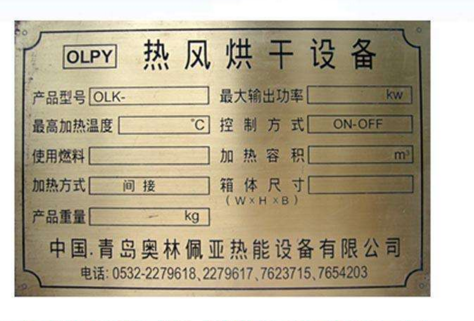 OLPY 热风烘干设备
产品型号 OLK- 最大输出功率 kw
最高加热温度 °C 控制方式 ON-OFF
使用燃料 加热容积 m³
加热方式 间接 箱体尺寸
(W×H×B)
产品重量 kg
中国.青岛奥林佩亚热能设备有限公司
电话: 0532-2279618, 2279617, 7623715, 7654203